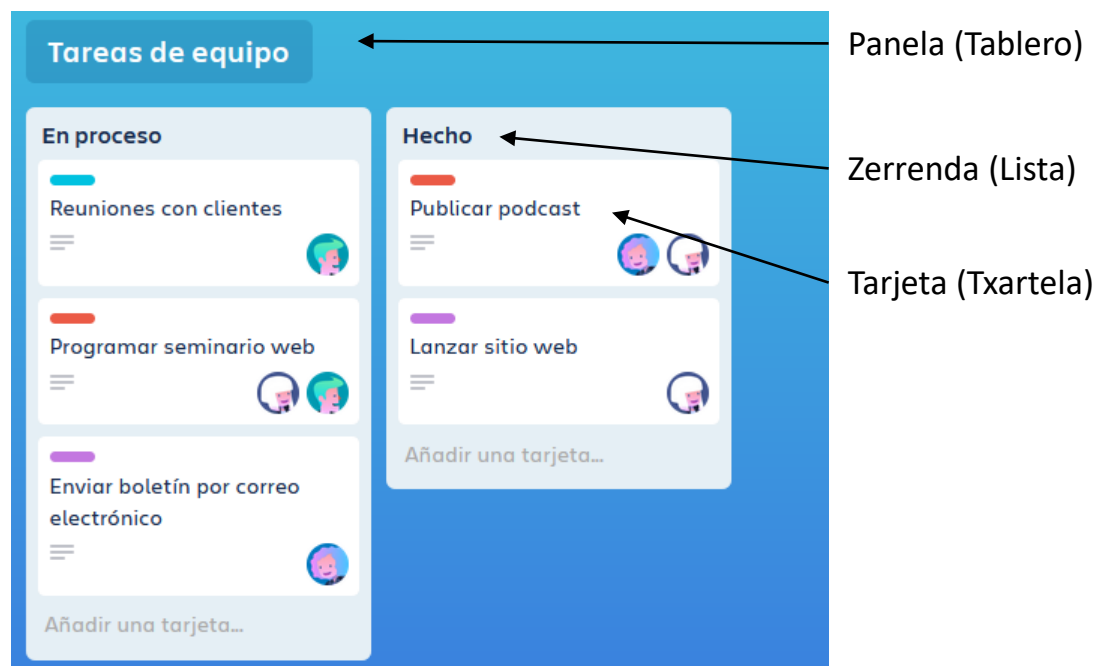 Tareas de equipo
En proceso
Reuniones con clientes
Programar seminario web
Enviar boletín por correo
electrónico
Añadir una tarjeta...
Hecho
Publicar podcast
Lanzar sitio web
Añadir una tarjeta...
Panela (Tablero)
Zerrenda (Lista)
Tarjeta (Txartela)